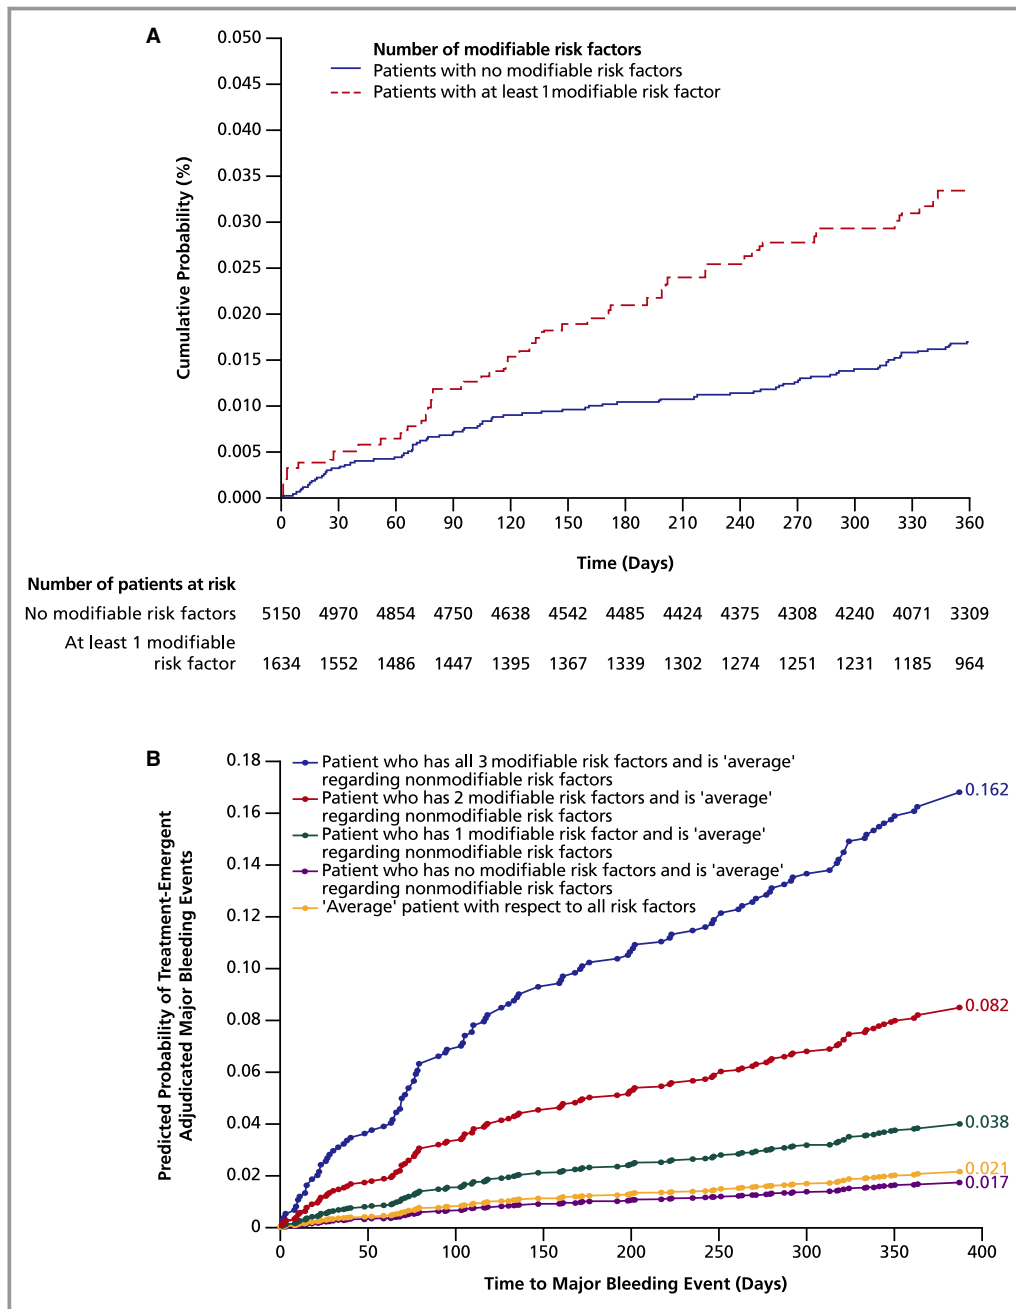 A
0.050
0.045
0.040
0.035
0.030
0.025
0.020
0.015
0.010
0.005
0.000
Cumulative Probability (%)
Number of modifiable risk factors
Patients with no modifiable risk factors
Patients with at least 1 modifiable risk factor
0 30 60 90 120 150 180 210 240 270 300 330 360
Time (Days)
Number of patients at risk
No modifiable risk factors 5150 4970 4854 4750 4638 4542 4485 4424 4375 4308 4240 4071 3309
At least 1 modifiable
risk factor 1634 1552 1486 1447 1395 1367 1339 1302 1274 1251 1231 1185 964
B
0.18
0.16
0.14
0.12
0.10
0.08
0.06
0.04
0.02
0
Predicted Probability of Treatment-Emergent
Adjudicated Major Bleeding Events
Patient who has all 3 modifiable risk factors and is 'average'
regarding nonmodifiable risk factors
Patient who has 2 modifiable risk factors and is 'average'
regarding nonmodifiable risk factors
Patient who has 1 modifiable risk factor and is 'average'
regarding nonmodifiable risk factors
Patient who has no modifiable risk factors and is 'average'
regarding nonmodifiable risk factors
'Average' patient with respect to all risk factors
0.162
0.082
0.038
0.021
0.017
0 50 100 150 200 250 300 350 400
Time to Major Bleeding Event (Days)